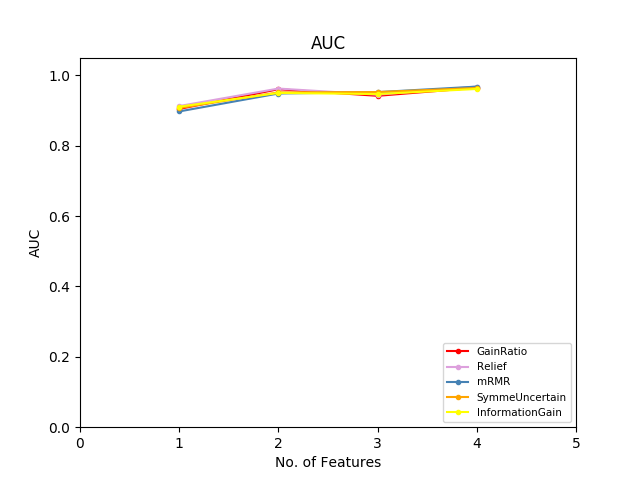 AUC
1.0
0.8
0.6
0.4
0.2
0.0
AUC
GainRatio
Relief
mRMR
SymmeUncertain
InformationGain
0 1 2 3 4 5
No. of Features